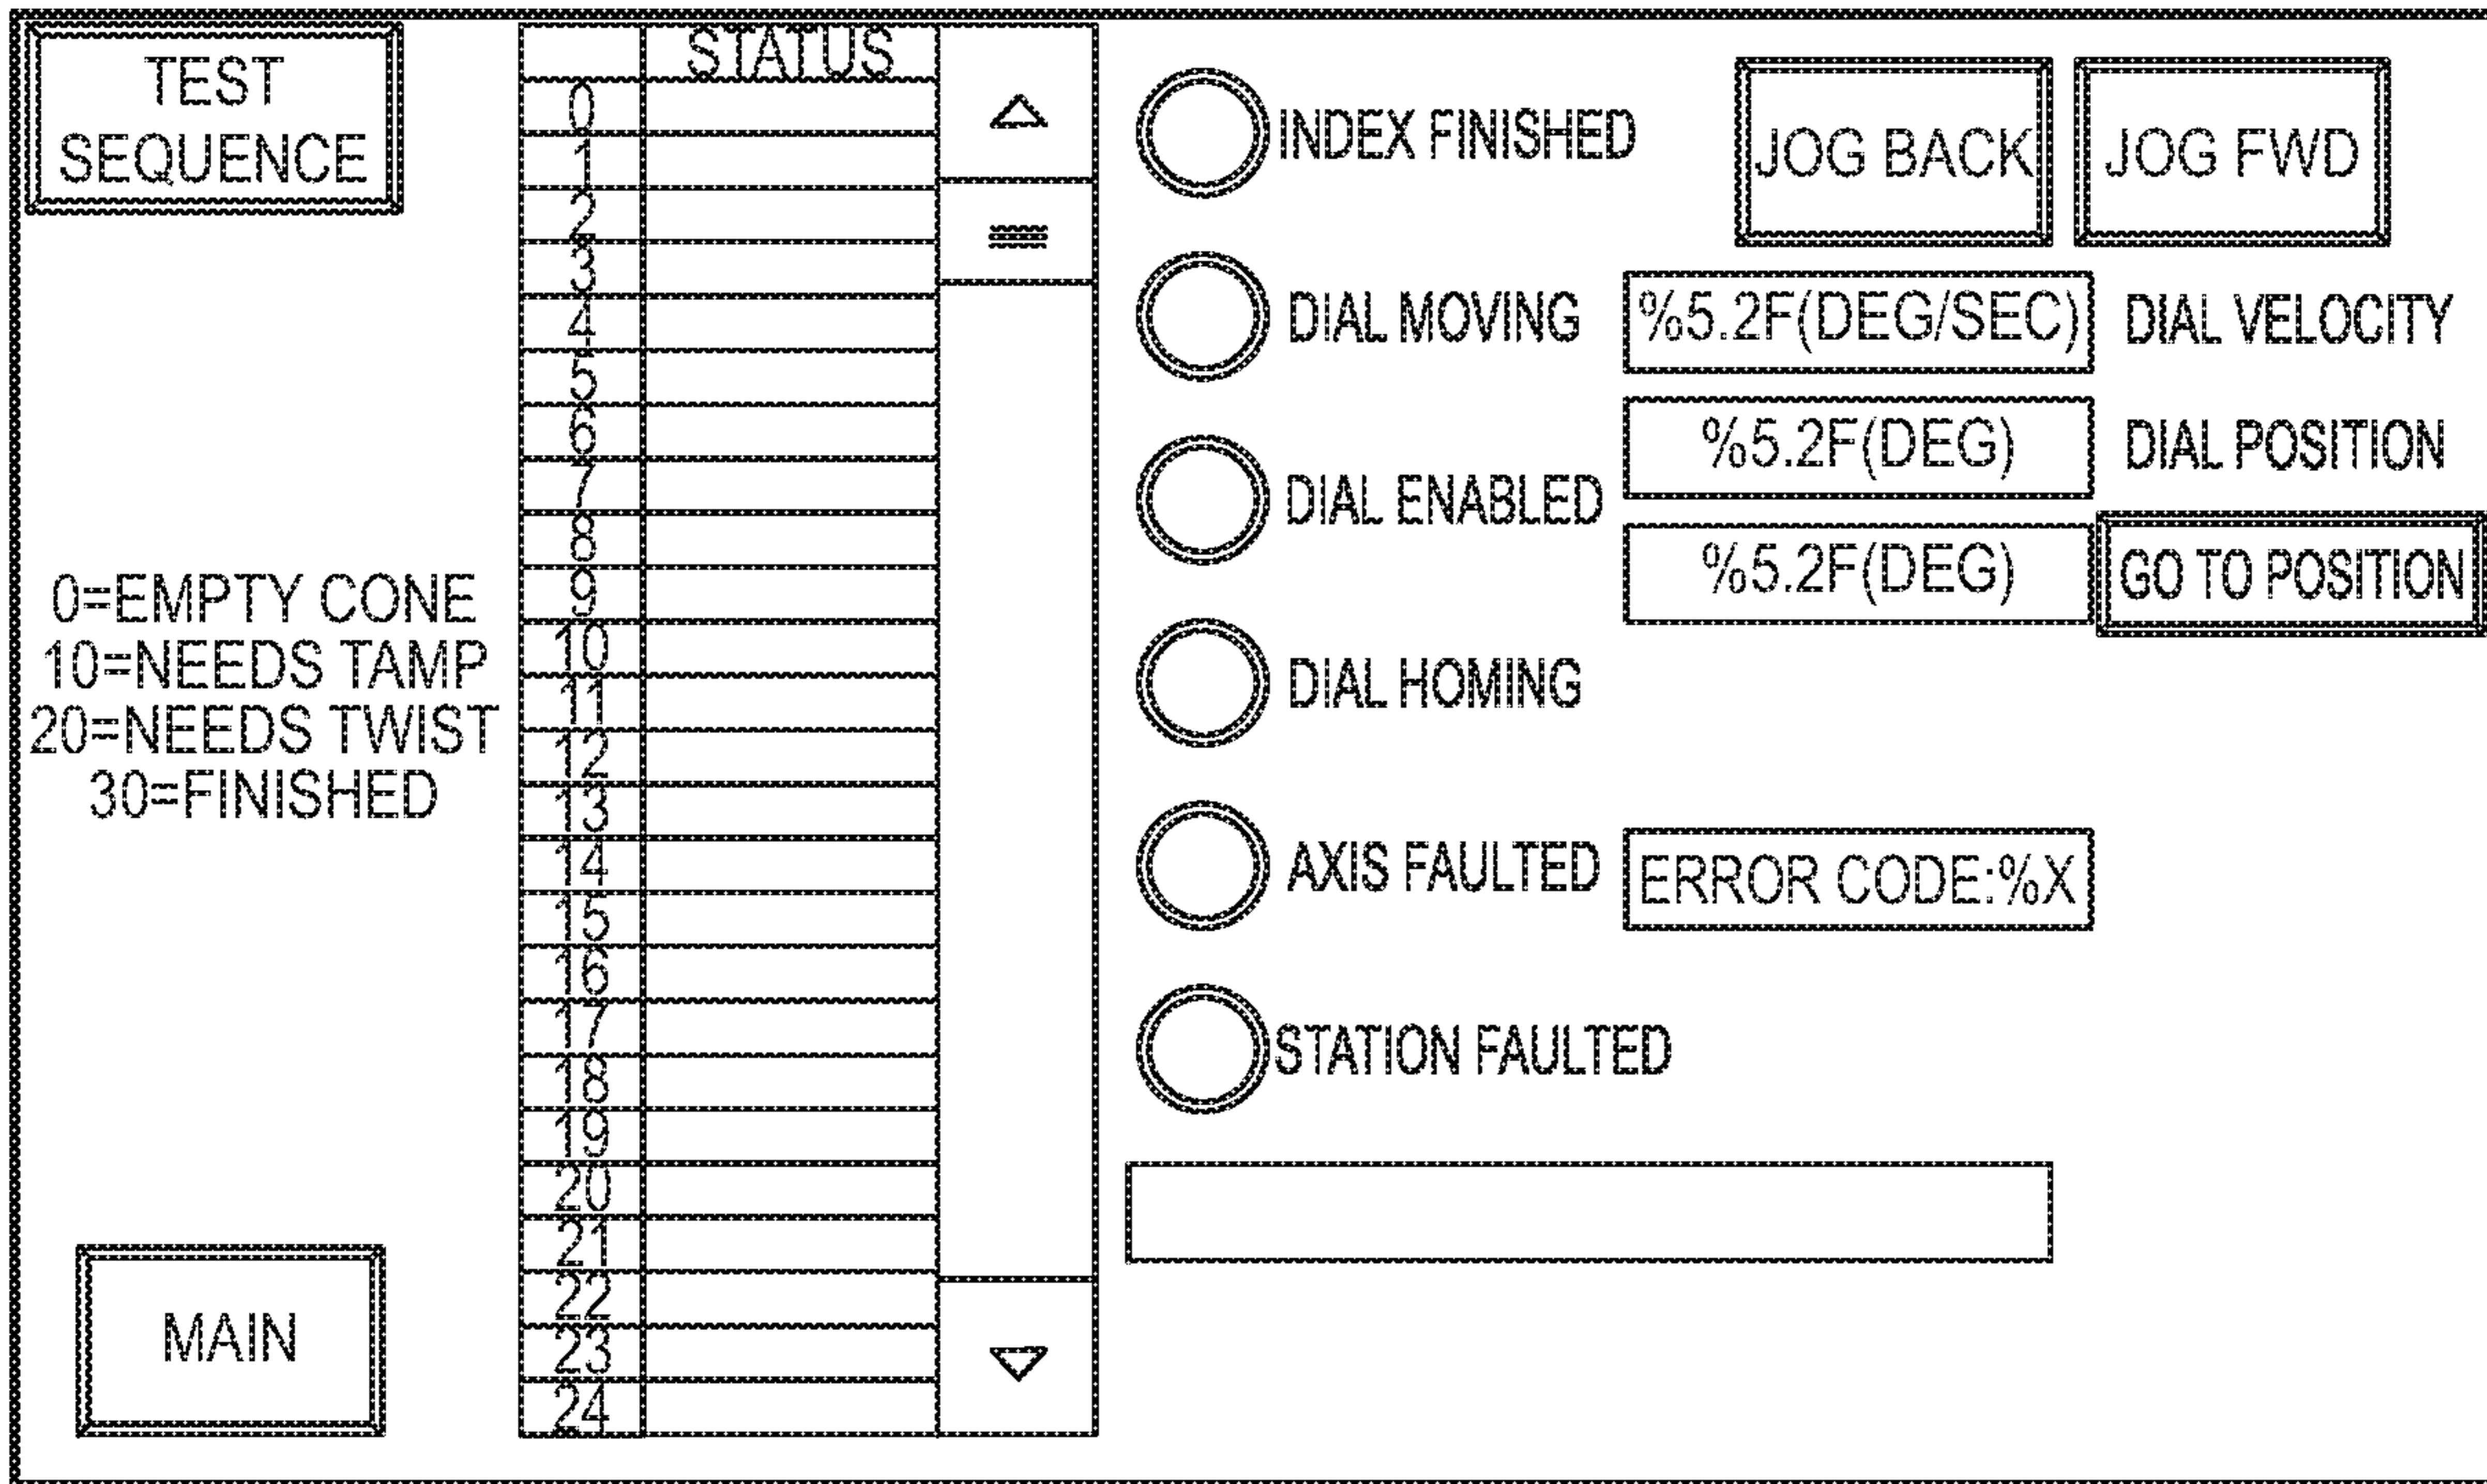 TEST
SEQUENCE
0=EMPTY CONE
10=NEEDS TAMP
20=NEEDS TWIST
30=FINISHED
MAIN
STATUS
0
1
2
3
4
5
6
7
8
9
10
11
12
13
14
15
16
17
18
19
20
21
22
23
24
INDEX FINISHED
JOG BACK
JOG FWD
DIAL MOVING
%5.2F(DEG/SEC)
DIAL VELOCITY
%5.2F(DEG)
DIAL POSITION
DIAL ENABLED
%5.2F(DEG)
GO TO POSITION
DIAL HOMING
AXIS FAULTED
ERROR CODE:%X
STATION FAULTED